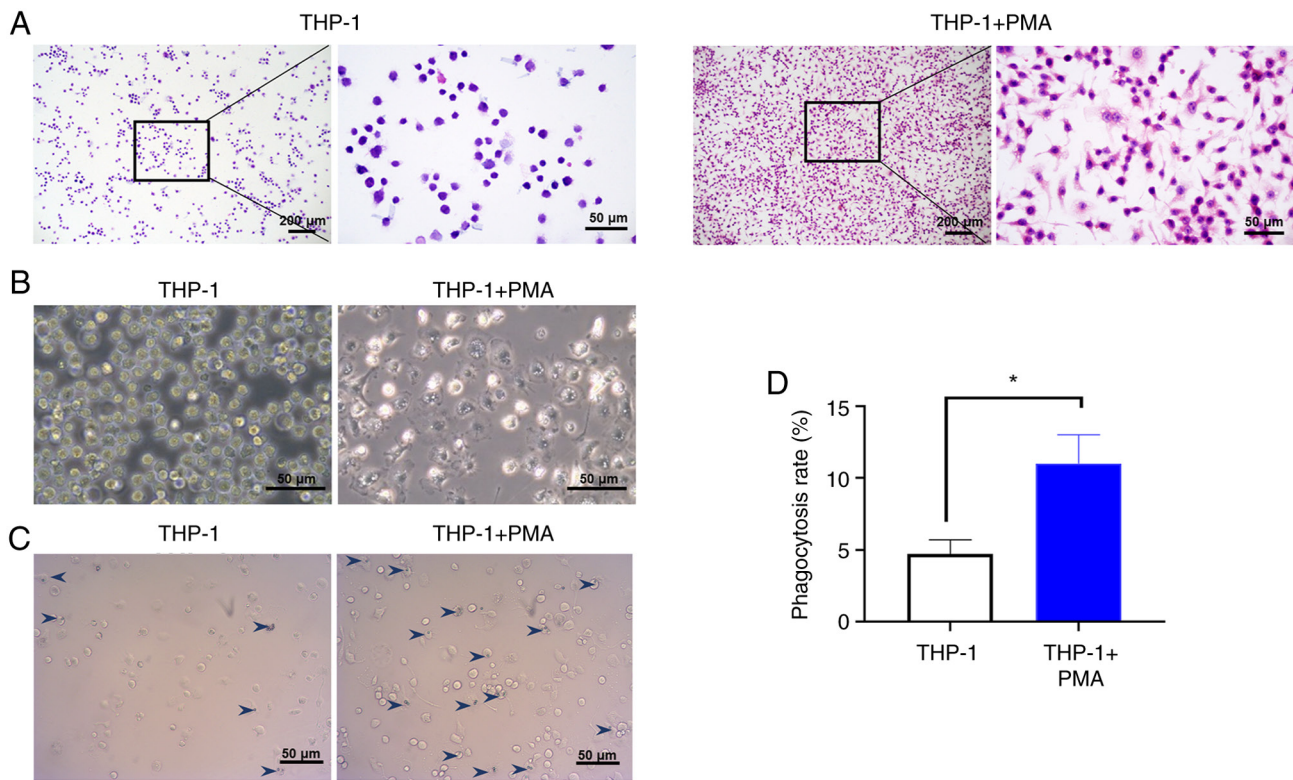 A
THP-1
THP-1+PMA
200 µm
50 µm
200 µm
50 µm
B
THP-1
THP-1+PMA
50 µm
50 µm
C
THP-1
THP-1+PMA
50 µm
50 µm
D
*
Phagocytosis rate (%)
15
10
5
0
THP-1
THP-1+
PMA